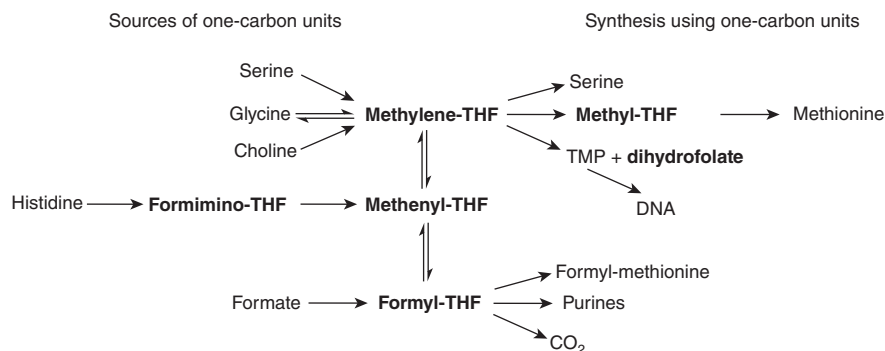 Sources of one-carbon units
Synthesis using one-carbon units
Serine
Serine
Glycine
Methylene-THF
Methyl-THF
Methionine
Choline
TMP + dihydrofolate
Histidine
Formimino-THF
Methenyl-THF
DNA
Formyl-methionine
Formate
Formyl-THF
Purines
CO₂